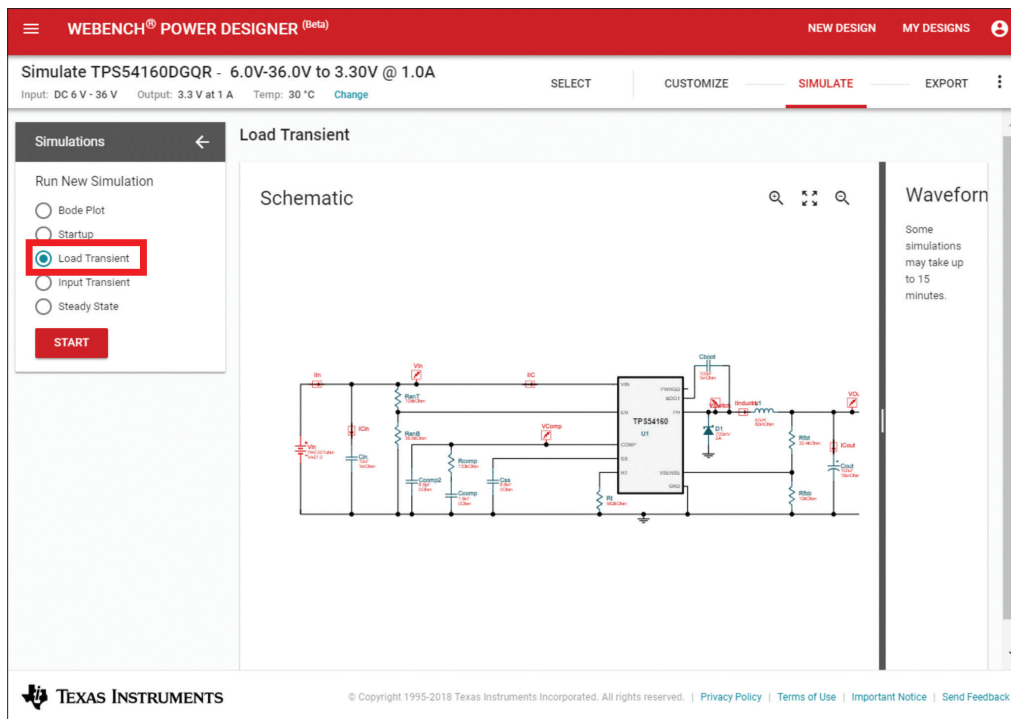 WEBENCH® POWER DESIGNER (Beta)
NEW DESIGN
MY DESIGNS
Simulate TPS54160DGQR - 6.0V-36.0V to 3.30V @ 1.0A
Input: DC 6 V - 36 V Output: 3.3 V at 1 A Temp: 30 °C Change
SELECT
CUSTOMIZE
SIMULATE
EXPORT
Simulations
Run New Simulation
Bode Plot
Startup
Load Transient
Input Transient
Steady State
START
Load Transient
Schematic
Waveform
Some
simulations
may take up
to 15
minutes.
Iin
Vin
IIC
Cboot
VIN
PWRGD
BOOT
RenT
EN
PH
TPS54160
U1
D1
ICin
RenB
VComp
COMP
Rfbt
ICout
Vin
Cin
Rcomp
SS
Ccomp2
Css
RT
VSENSE
Cout
Ccomp
Rt
GND
Rfbb
TEXAS INSTRUMENTS
© Copyright 1995-2018 Texas Instruments Incorporated. All rights reserved. | Privacy Policy | Terms of Use | Important Notice | Send Feedback